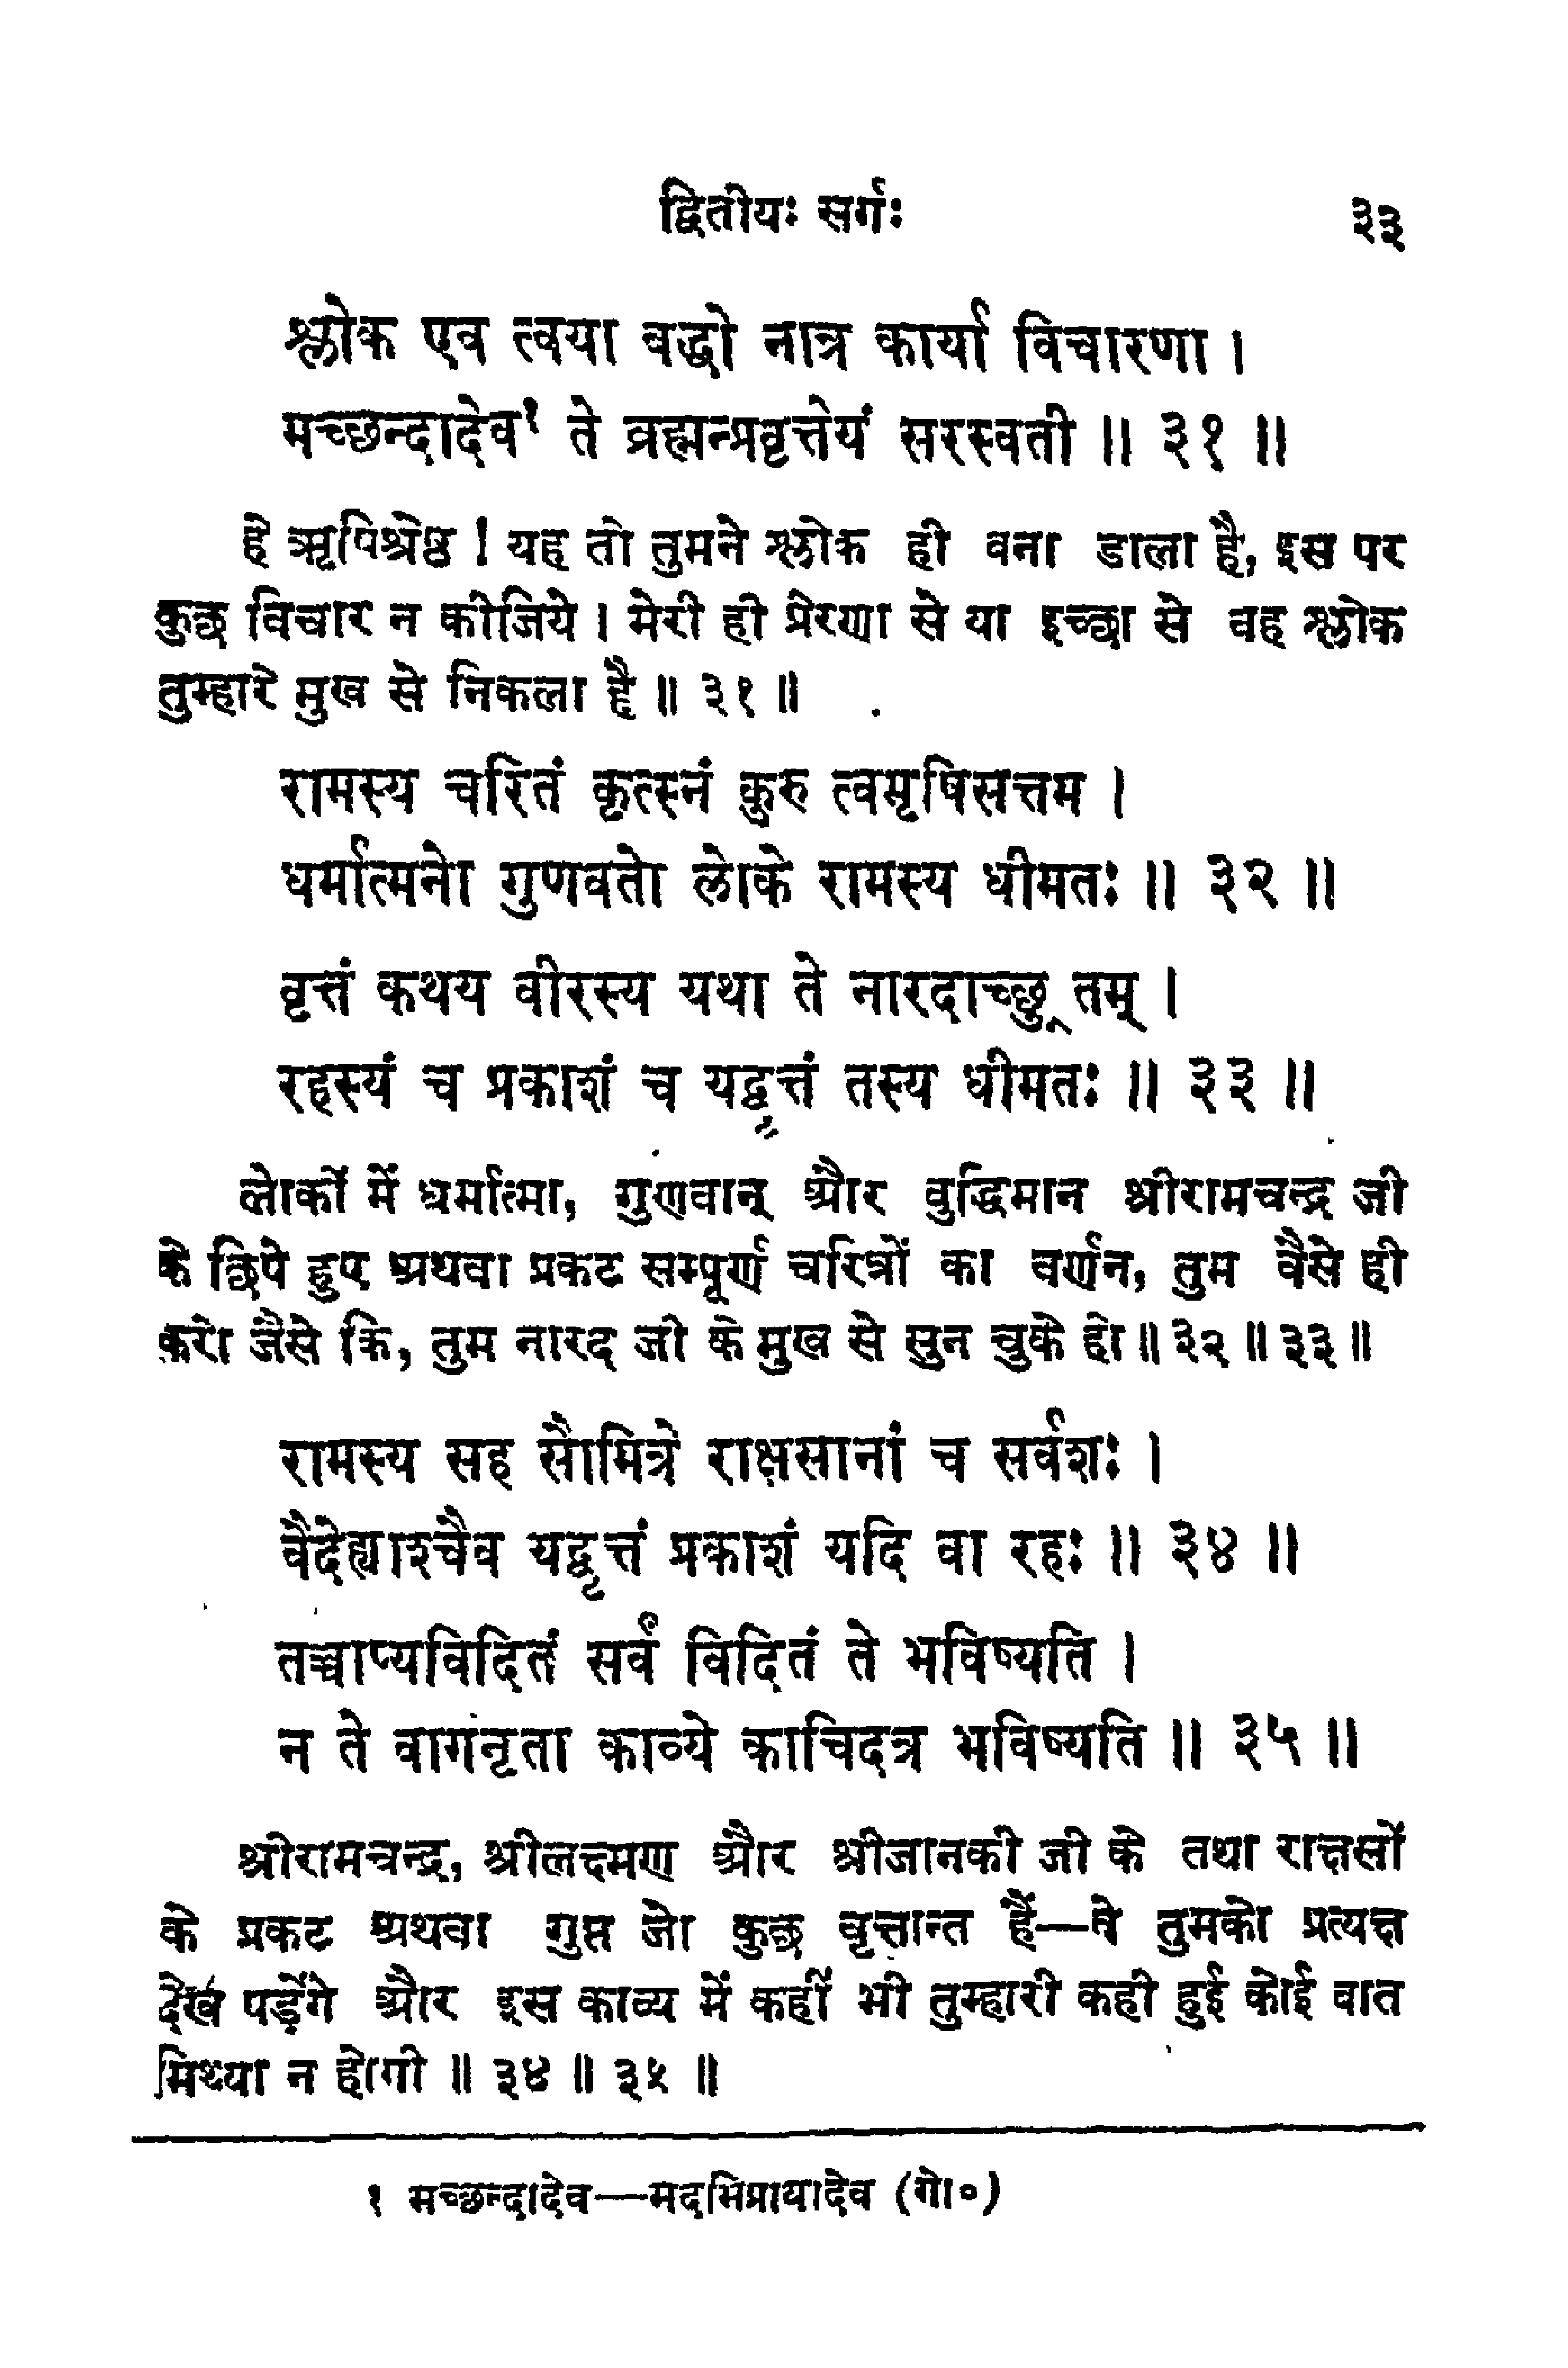 द्वितीयः सर्गः ३३
श्लोक एव त्वया बद्धो नात्र कार्या विचारणा ।
मच्छन्दादेव१ ते ब्रह्मन्प्रवृत्तेयं सरस्वती ॥ ३१ ॥
हे ऋषिश्रेष्ठ ! यह तो तुमने श्लोक ही बना डाला है, इस पर
कुछ विचार न कीजिये । मेरी ही प्रेरणा से या इच्छा से वह श्लोक
तुम्हारे मुख से निकला है ॥ ३१ ॥
रामस्य चरितं कृत्स्नं कुरु त्वमृषिसत्तम ।
धर्मात्मनो गुणवतो लोके रामस्य धीमतः ॥ ३२ ॥
वृत्तं कथय वीरस्य यथा ते नारदाच्छ्रुतम् ।
रहस्यं च प्रकाशं च यद्वृत्तं तस्य धीमतः ॥ ३३ ॥
लोकों में धर्मात्मा, गुणवान् और बुद्धिमान श्रीरामचन्द्र जी
के छिपे हुए अथवा प्रकट सम्पूर्ण चरित्रों का वर्णन, तुम वैसे ही
करो जैसे कि, तुम नारद जी के मुख से सुन चुके हो ॥ ३२ ॥ ३३ ॥
रामस्य सह सौमित्रे राक्षसानां च सर्वशः ।
वैदेह्याश्चैव यद्वृत्तं प्रकाशं यदि वा रहः ॥ ३४ ॥
तच्चाप्यविदितं सर्वं विदितं ते भविष्यति ।
न ते वागनृता काव्ये काचिदत्र भविष्यति ॥ ३५ ॥
श्रीरामचन्द्र, श्रीलक्ष्मण और श्रीजानकी जी के तथा राक्षसों
के प्रकट अथवा गुप्त जो कुछ वृत्तान्त हैं—वे तुमको प्रत्यक्ष
देख पड़ेंगे और इस काव्य में कहीं भी तुम्हारी कही हुई कोई बात
मिथ्या न होगी ॥ ३४ ॥ ३५ ॥
१ मच्छन्दादेव—मदभिप्रायादेव (गो०)